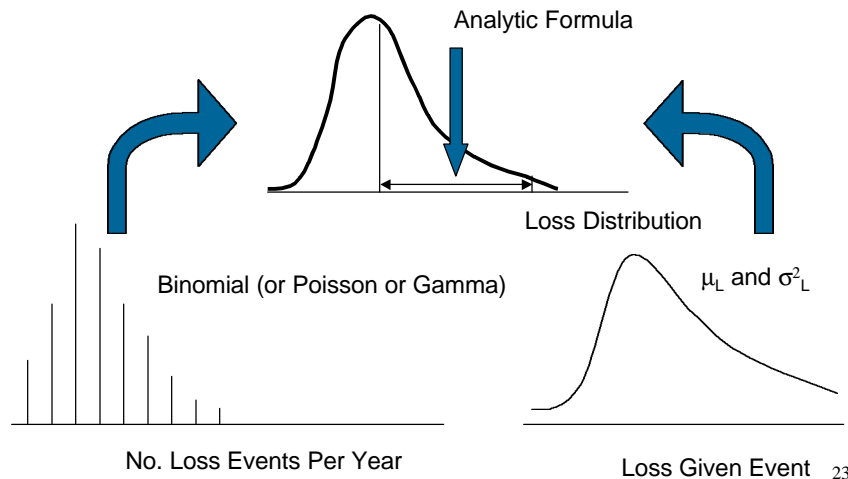 Analytic Formula
Loss Distribution
Binomial (or Poisson or Gamma)
μL and σ²L
No. Loss Events Per Year
Loss Given Event
23